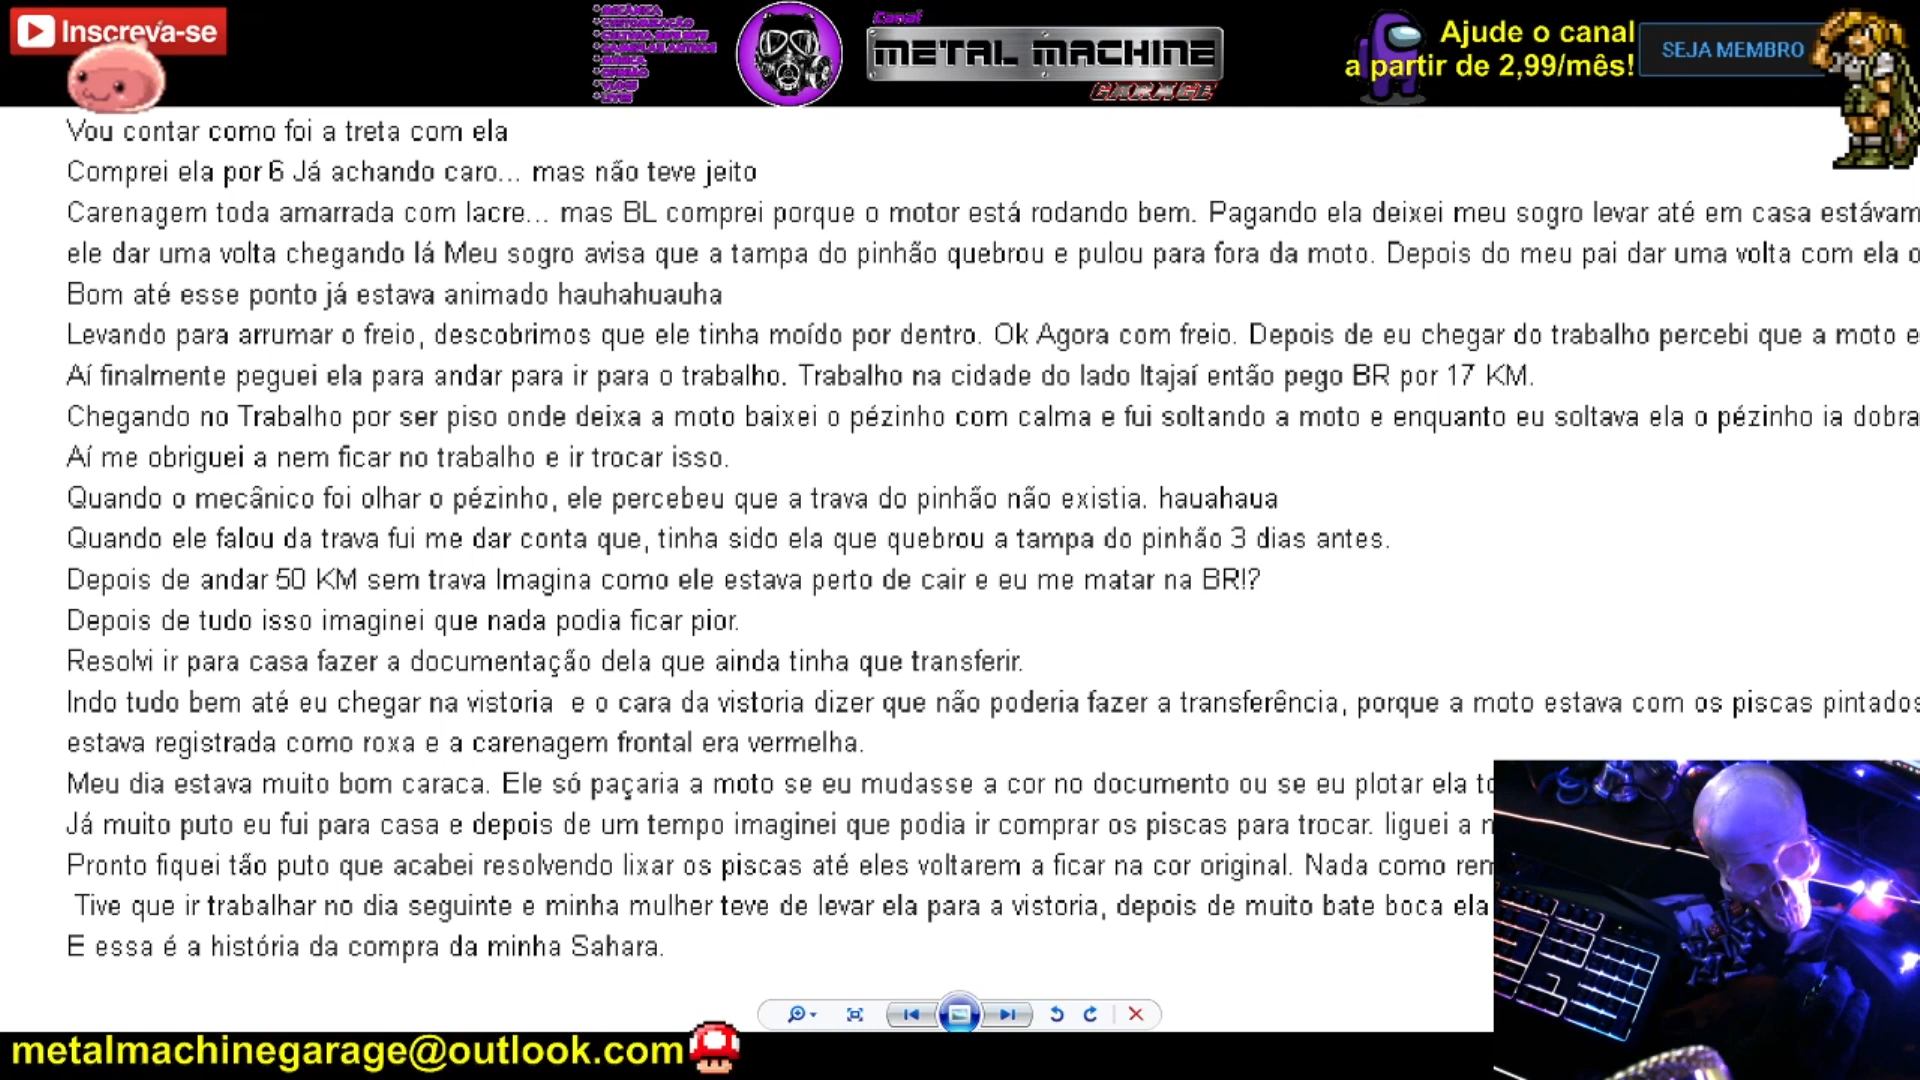 Inscreva-se
* MECÂNICA
* CUSTOMIZAÇÃO
* MÚSICA
* OPINIÃO
* VLOGS
* LIVES
Canal
METAL MACHINE
GARAGE
Ajude o canal
a partir de 2,99/mês!
SEJA MEMBRO
Vou contar como foi a treta com ela
Comprei ela por 6 Já achando caro... mas não teve jeito
Carenagem toda amarrada com lacre... mas BL comprei porque o motor está rodando bem. Pagando ela deixei meu sogro levar até em casa estávam
ele dar uma volta chegando lá Meu sogro avisa que a tampa do pinhão quebrou e pulou para fora da moto. Depois do meu pai dar uma volta com ela o
Bom até esse ponto já estava animado hauhahuauha
Levando para arrumar o freio, descobrimos que ele tinha moído por dentro. Ok Agora com freio. Depois de eu chegar do trabalho percebi que a moto e
Aí finalmente peguei ela para andar para ir para o trabalho. Trabalho na cidade do lado Itajaí então pego BR por 17 KM.
Chegando no Trabalho por ser piso onde deixa a moto baixei o pézinho com calma e fui soltando a moto e enquanto eu soltava ela o pézinho ia dobra
Aí me obriguei a nem ficar no trabalho e ir trocar isso.
Quando o mecânico foi olhar o pézinho, ele percebeu que a trava do pinhão não existia. hauahaua
Quando ele falou da trava fui me dar conta que, tinha sido ela que quebrou a tampa do pinhão 3 dias antes.
Depois de andar 50 KM sem trava Imagina como ele estava perto de cair e eu me matar na BR!?
Depois de tudo isso imaginei que nada podia ficar pior.
Resolvi ir para casa fazer a documentação dela que ainda tinha que transferir.
Indo tudo bem até eu chegar na vistoria  e o cara da vistoria dizer que não poderia fazer a transferência, porque a moto estava com os piscas pintados
estava registrada como roxa e a carenagem frontal era vermelha.
Meu dia estava muito bom caraca. Ele só paçaria a moto se eu mudasse a cor no documento ou se eu plotar ela to
Já muito puto eu fui para casa e depois de um tempo imaginei que podia ir comprar os piscas para trocar. liguei a n
Pronto fiquei tão puto que acabei resolvendo lixar os piscas até eles voltarem a ficar na cor original. Nada como rem
Tive que ir trabalhar no dia seguinte e minha mulher teve de levar ela para a vistoria, depois de muito bate boca ela
E essa é a história da compra da minha Sahara.
metalmachinegarage@outlook.com